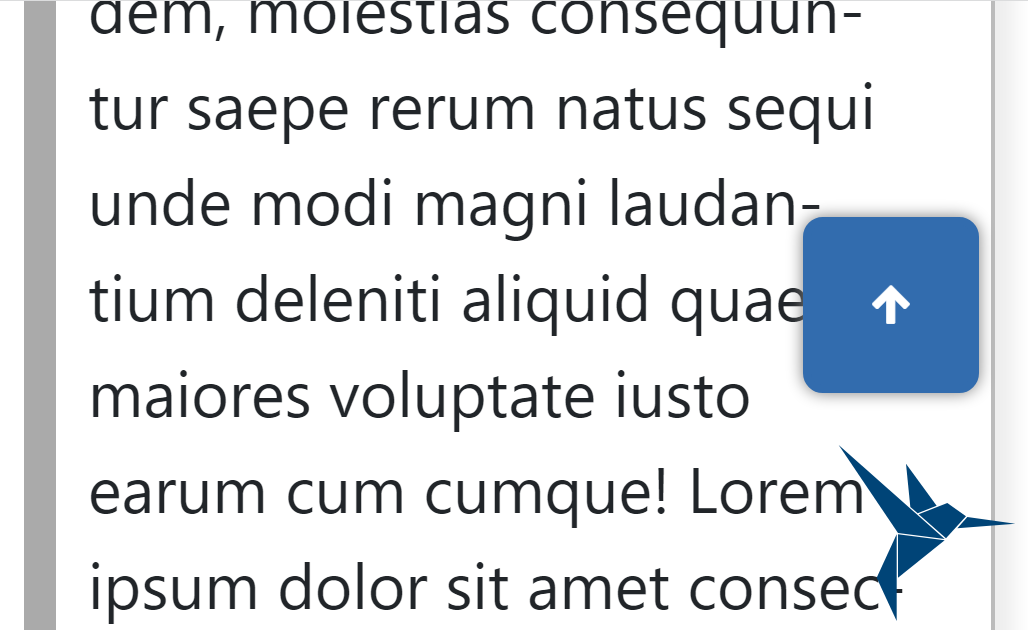 dem, molestias consequun-
tur saepe rerum natus sequi
unde modi magni laudan-
tium deleniti aliquid quae
maiores voluptate iusto
earum cum cumque! Lorem
ipsum dolor sit amet consec-